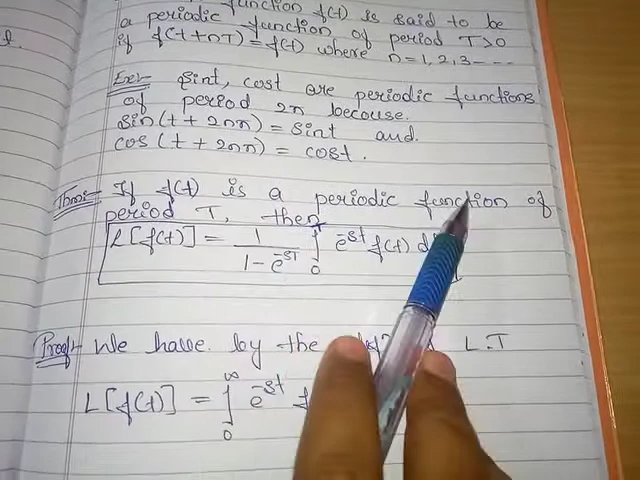 function f(t) is said to be
a periodic function of period T>0
if f(t+nT)=f(t) where n=1,2,3----
Ex:- Sint, cost are periodic functions
of period 2π becouse.
sin(t+2nπ) = sint and.
cos(t+2nπ) = cost.
Thm:- If f(t) is a periodic function of
period T, then
L[f(t)] = 1/(1-e^-ST) ∫_0^T e^-st f(t) d
Proof:- We have by the L.T
L[f(t)] = ∫_0^∞ e^-st f